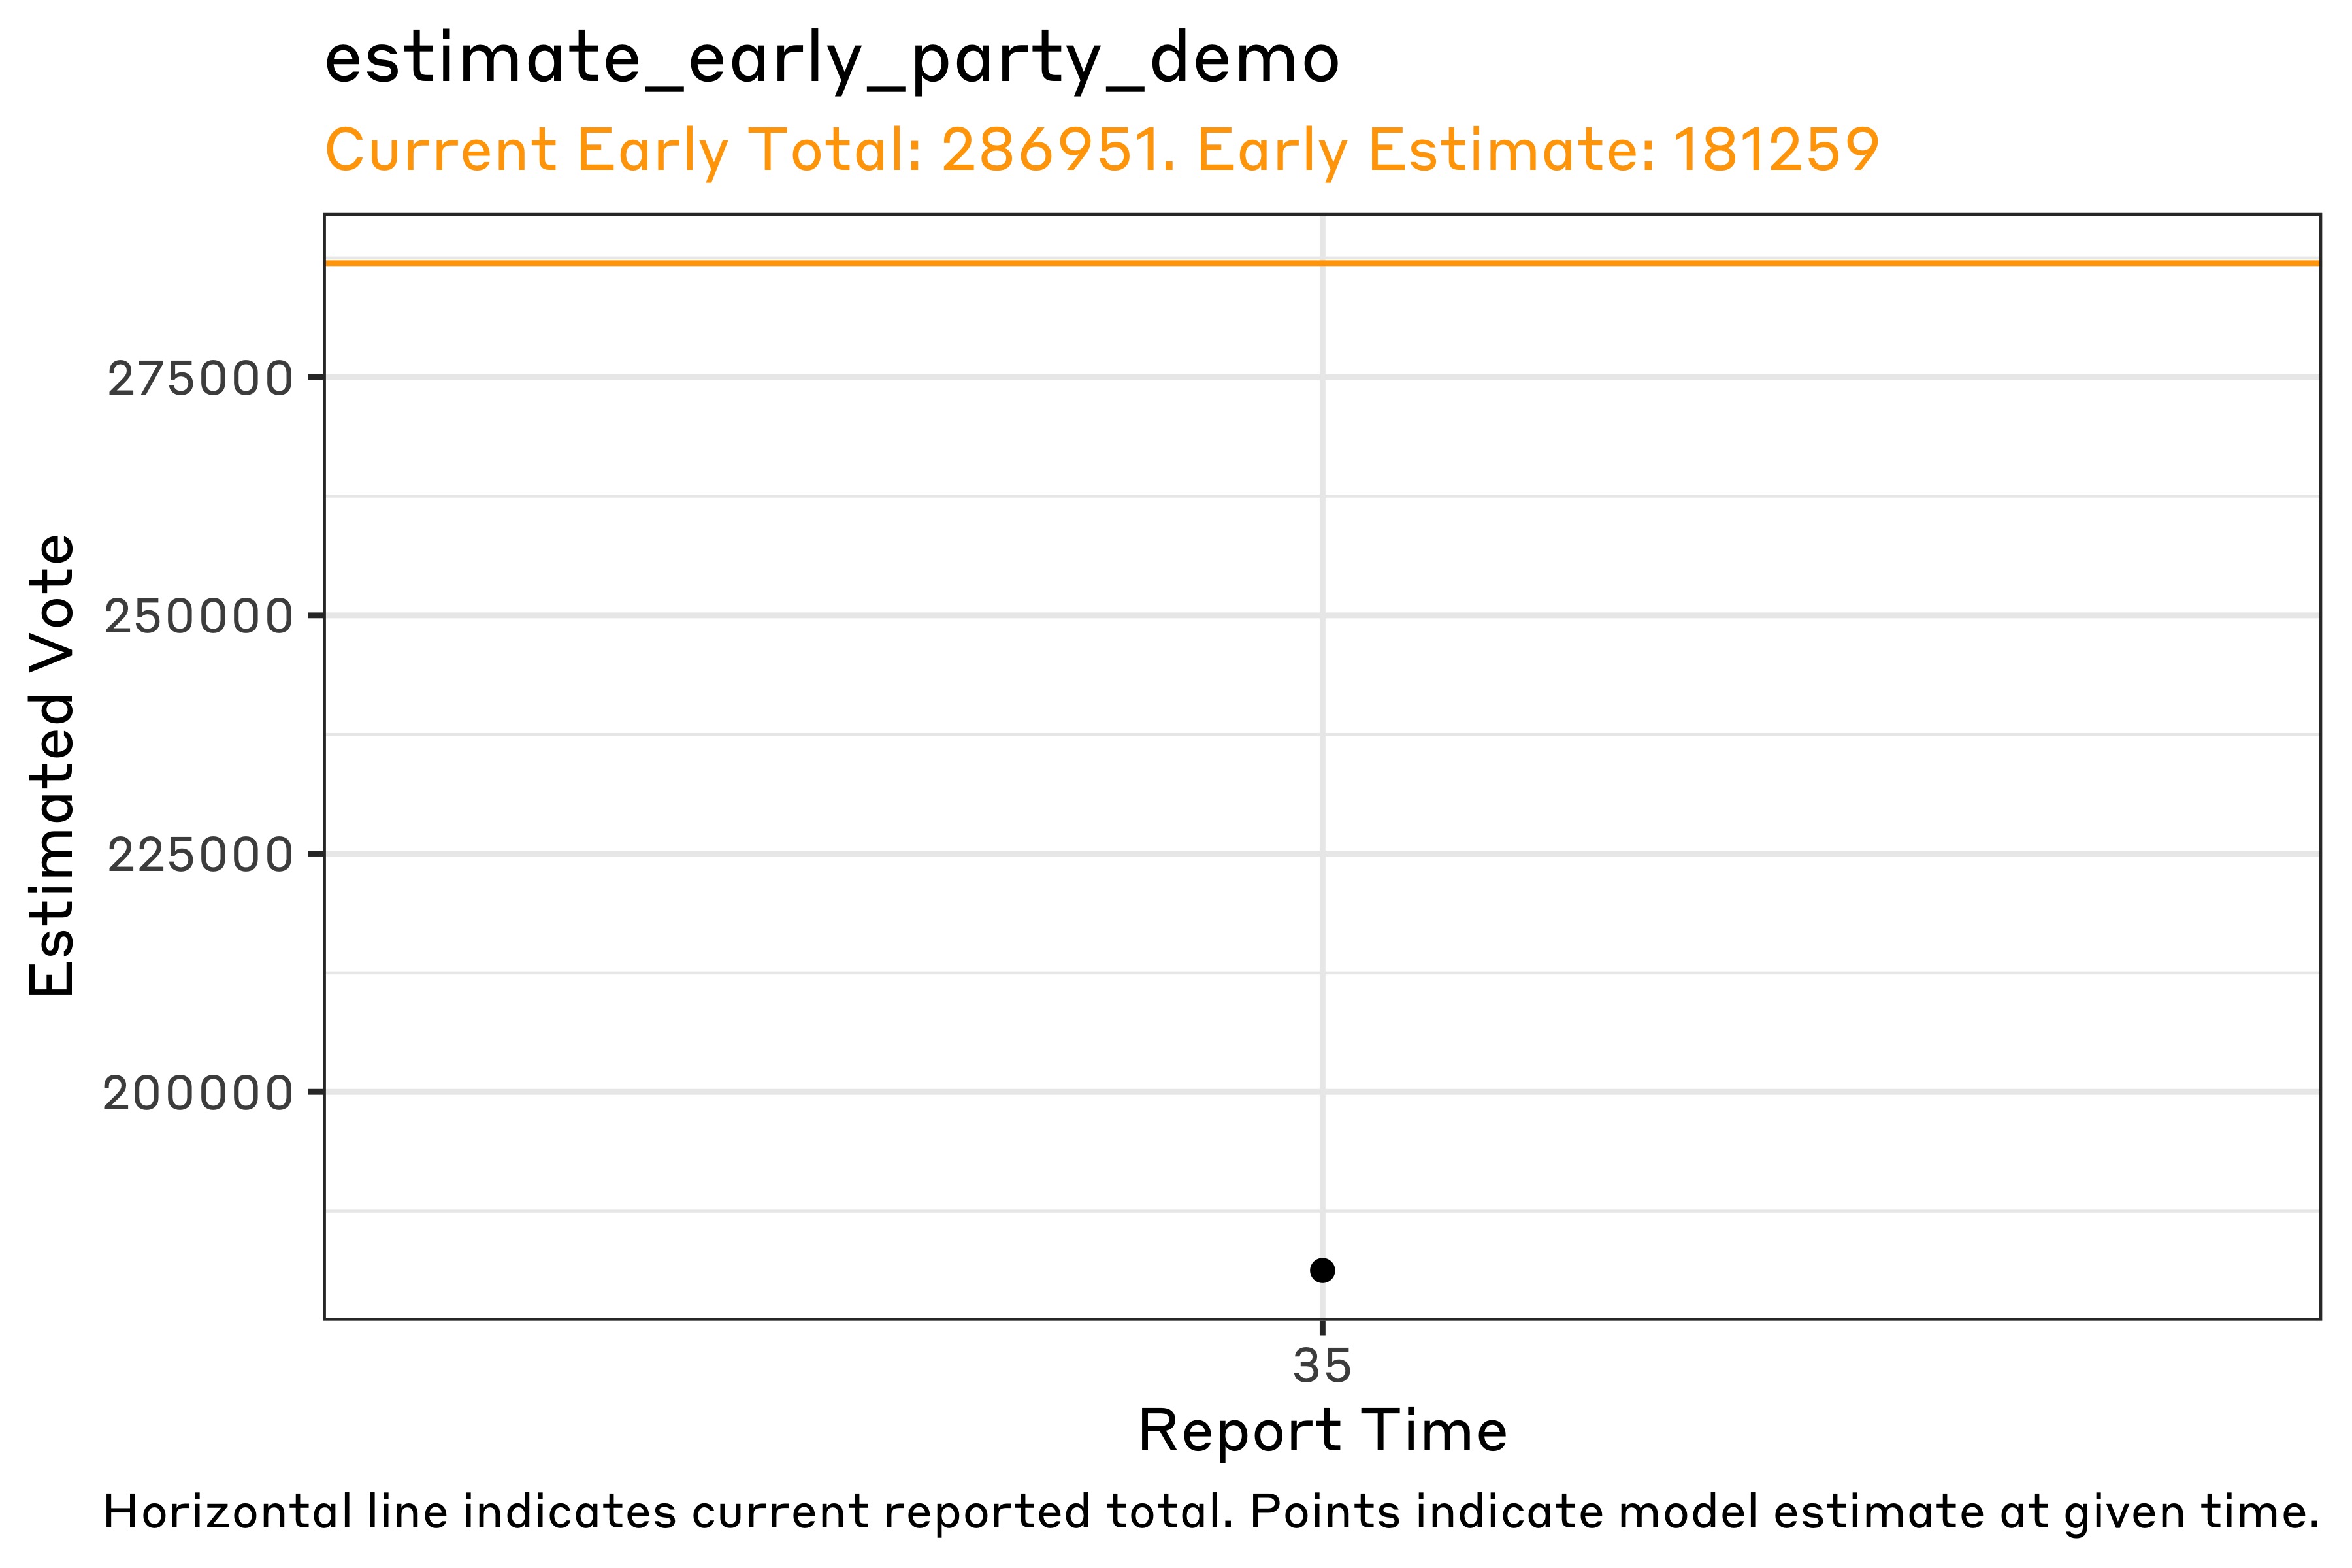 estimate_early_party_demo
Current Early Total: 286951. Early Estimate: 181259
Estimated Vote
275000
250000
225000
200000
35
Report Time
Horizontal line indicates current reported total. Points indicate model estimate at given time.